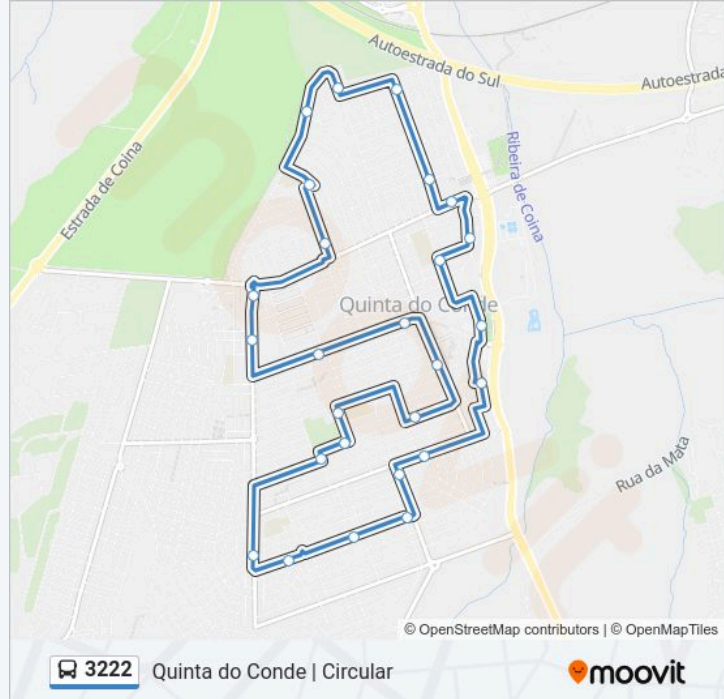 Autoestrada do Sul
Autoestrada
Estrada de Coina
Ribeira de Coina
Quinta do Conde
Rua da Mata
© OpenStreetMap contributors | © OpenMapTiles
3222 Quinta do Conde | Circular
moovit